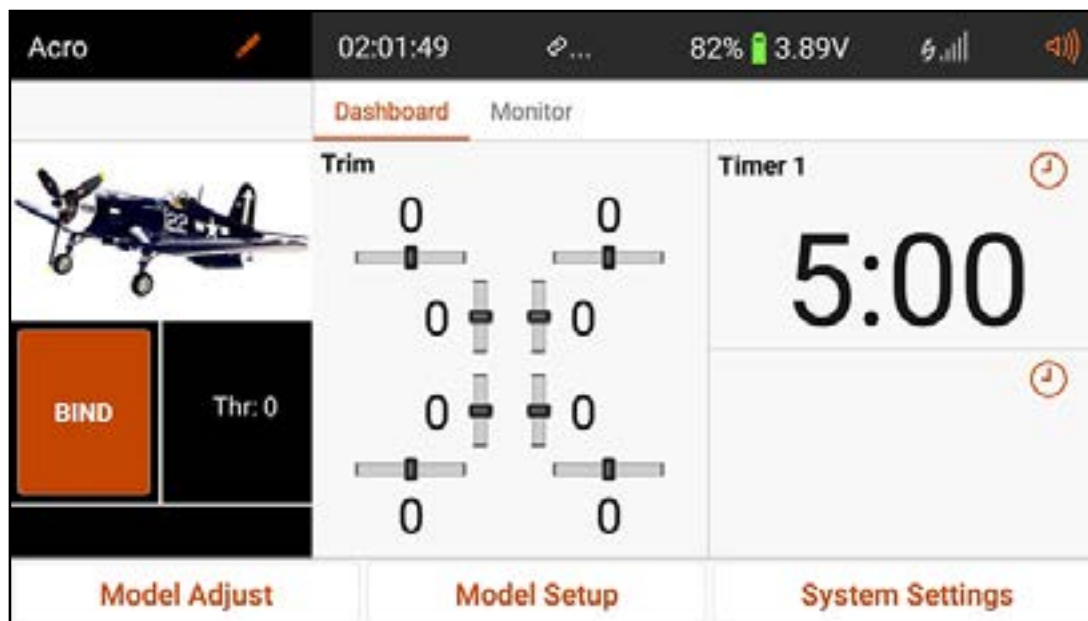 Acro 02:01:49 ... 82% 3.89V
Dashboard Monitor
Trim
Timer 1
0 0
5:00
0 0
BIND
Thr: 0
0 0
0 0
Model Adjust Model Setup System Settings